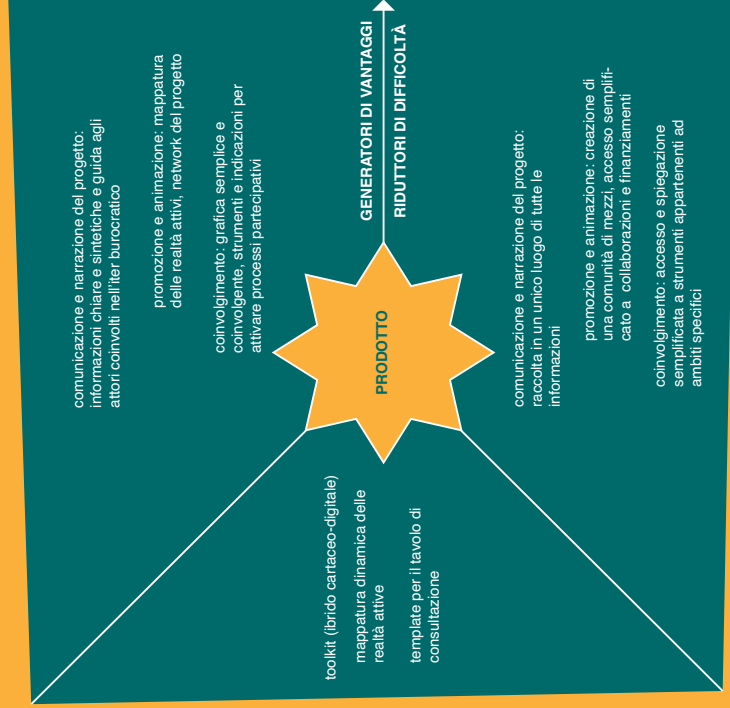 comunicazione e narrazione del progetto:
informazioni chiare e sintetiche e guida agli
attori coinvolti nell'iter burocratico
promozione e animazione: mappatura
delle realtà attivi, network del progetto
coinvolgimento: grafica semplice e
coinvolgente, strumenti e indicazioni per
attivare processi partecipativi
GENERATORI DI VANTAGGI
RIDUTTORI DI DIFFICOLTÀ
PRODOTTO
toolkit (ibrido cartaceo-digitale)
mappatura dinamica delle
realtà attive
template per il tavolo di
consultazione
comunicazione e narrazione del progetto:
raccolta in un unico luogo di tutte le
informazioni
promozione e animazione: creazione di
una comunità di mezzi, accesso semplifi-
cato a  collaborazioni e finanziamenti
coinvolgimento: accesso e spiegazione
semplificata a strumenti appartenenti ad
ambiti specifici